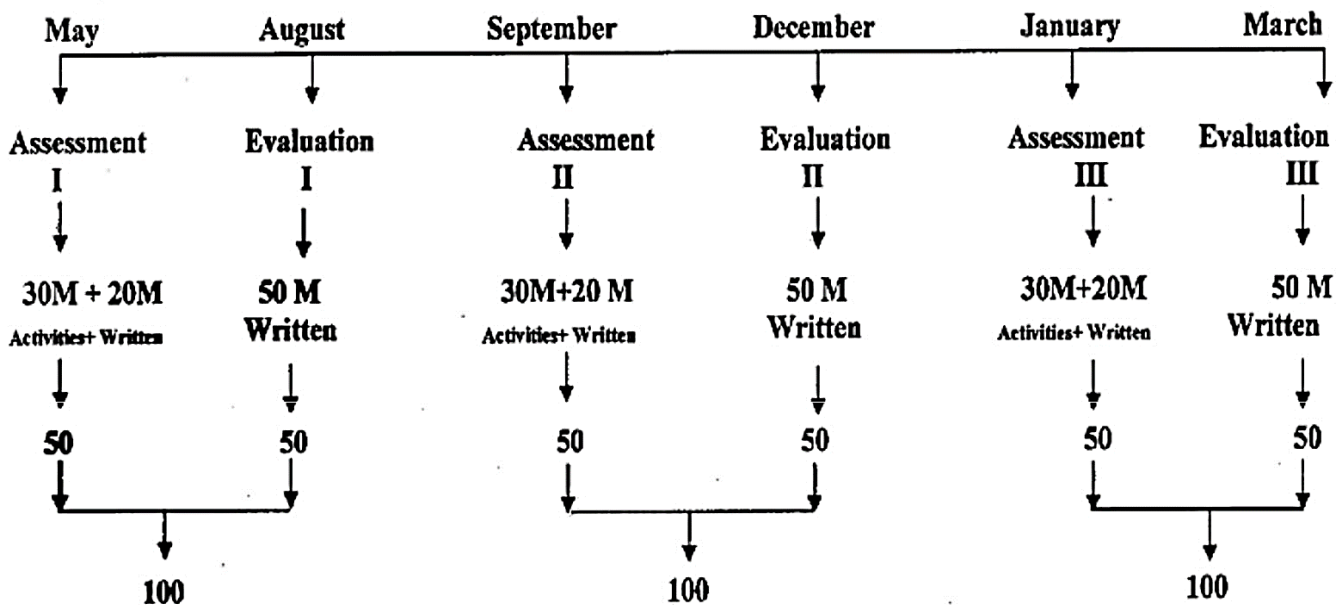 May August September December January March
Assessment Evaluation Assessment Evaluation Assessment Evaluation
I I II II III III
30M + 20M 50 M 30M+20 M 50 M 30M+20M 50 M
Activities+ Written Written Activities+ Written Written Activities+ Written Written
50 50 50 50 50 50
100 100 100